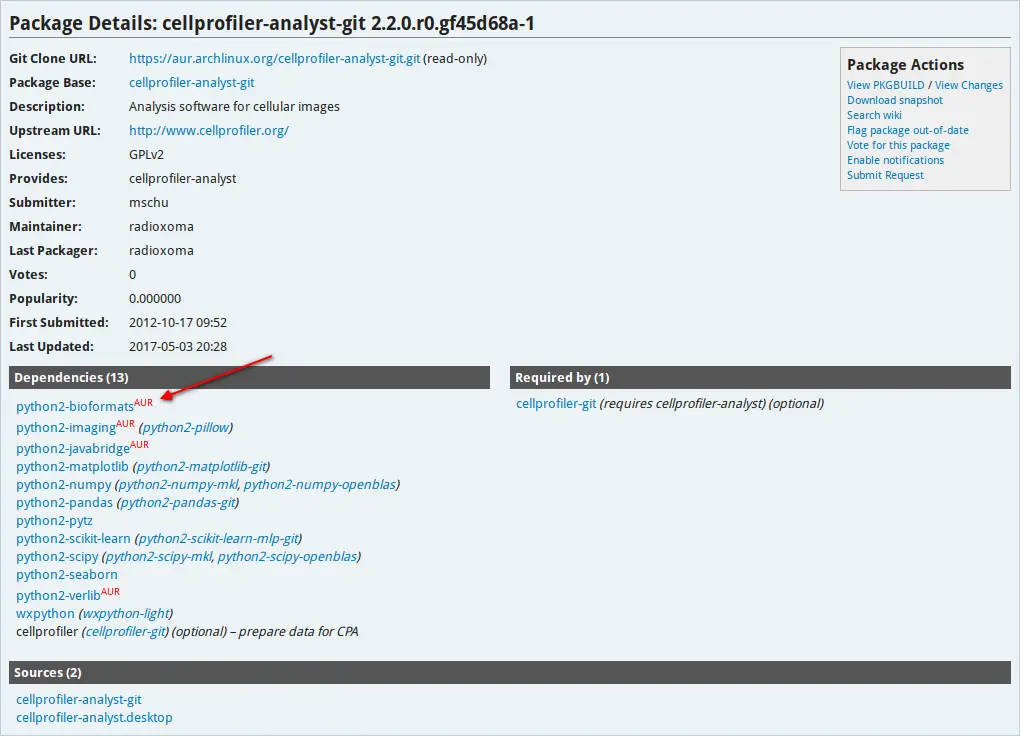 Package Details: cellprofiler-analyst-git 2.2.0.r0.gf45d68a-1
Git Clone URL: https://aur.archlinux.org/cellprofiler-analyst-git.git (read-only)
Package Base: cellprofiler-analyst-git
Description: Analysis software for cellular images
Upstream URL: http://www.cellprofiler.org/
Licenses: GPLv2
Provides: cellprofiler-analyst
Submitter: mschu
Maintainer: radioxoma
Last Packager: radioxoma
Votes: 0
Popularity: 0.000000
First Submitted: 2012-10-17 09:52
Last Updated: 2017-05-03 20:28
Package Actions
View PKGBUILD / View Changes
Download snapshot
Search wiki
Flag package out-of-date
Vote for this package
Enable notifications
Submit Request
Dependencies (13)
python2-bioformatsAUR
python2-imagingAUR (python2-pillow)
python2-javabridgeAUR
python2-matplotlib (python2-matplotlib-git)
python2-numpy (python2-numpy-mkl, python2-numpy-openblas)
python2-pandas (python2-pandas-git)
python2-pytz
python2-scikit-learn (python2-scikit-learn-mlp-git)
python2-scipy (python2-scipy-mkl, python2-scipy-openblas)
python2-seaborn
python2-verlibAUR
wxpython (wxpython-light)
cellprofiler (cellprofiler-git) (optional) – prepare data for CPA
Required by (1)
cellprofiler-git (requires cellprofiler-analyst) (optional)
Sources (2)
cellprofiler-analyst-git
cellprofiler-analyst.desktop